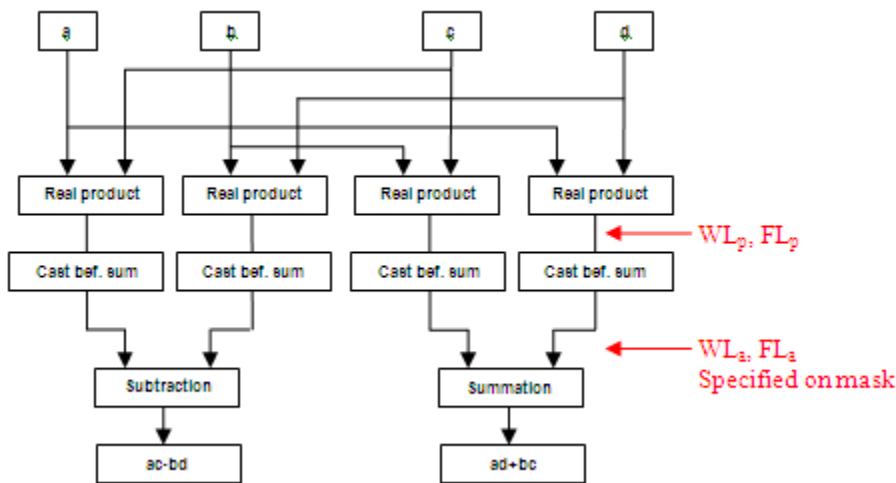 a b c d
Real product Real product Real product Real product
WLp, FLp
Cast bef. sum Cast bef. sum Cast bef. sum Cast bef. sum
WLa, FLa
Specified on mask
Subtraction Summation
ac-bd ad+bc